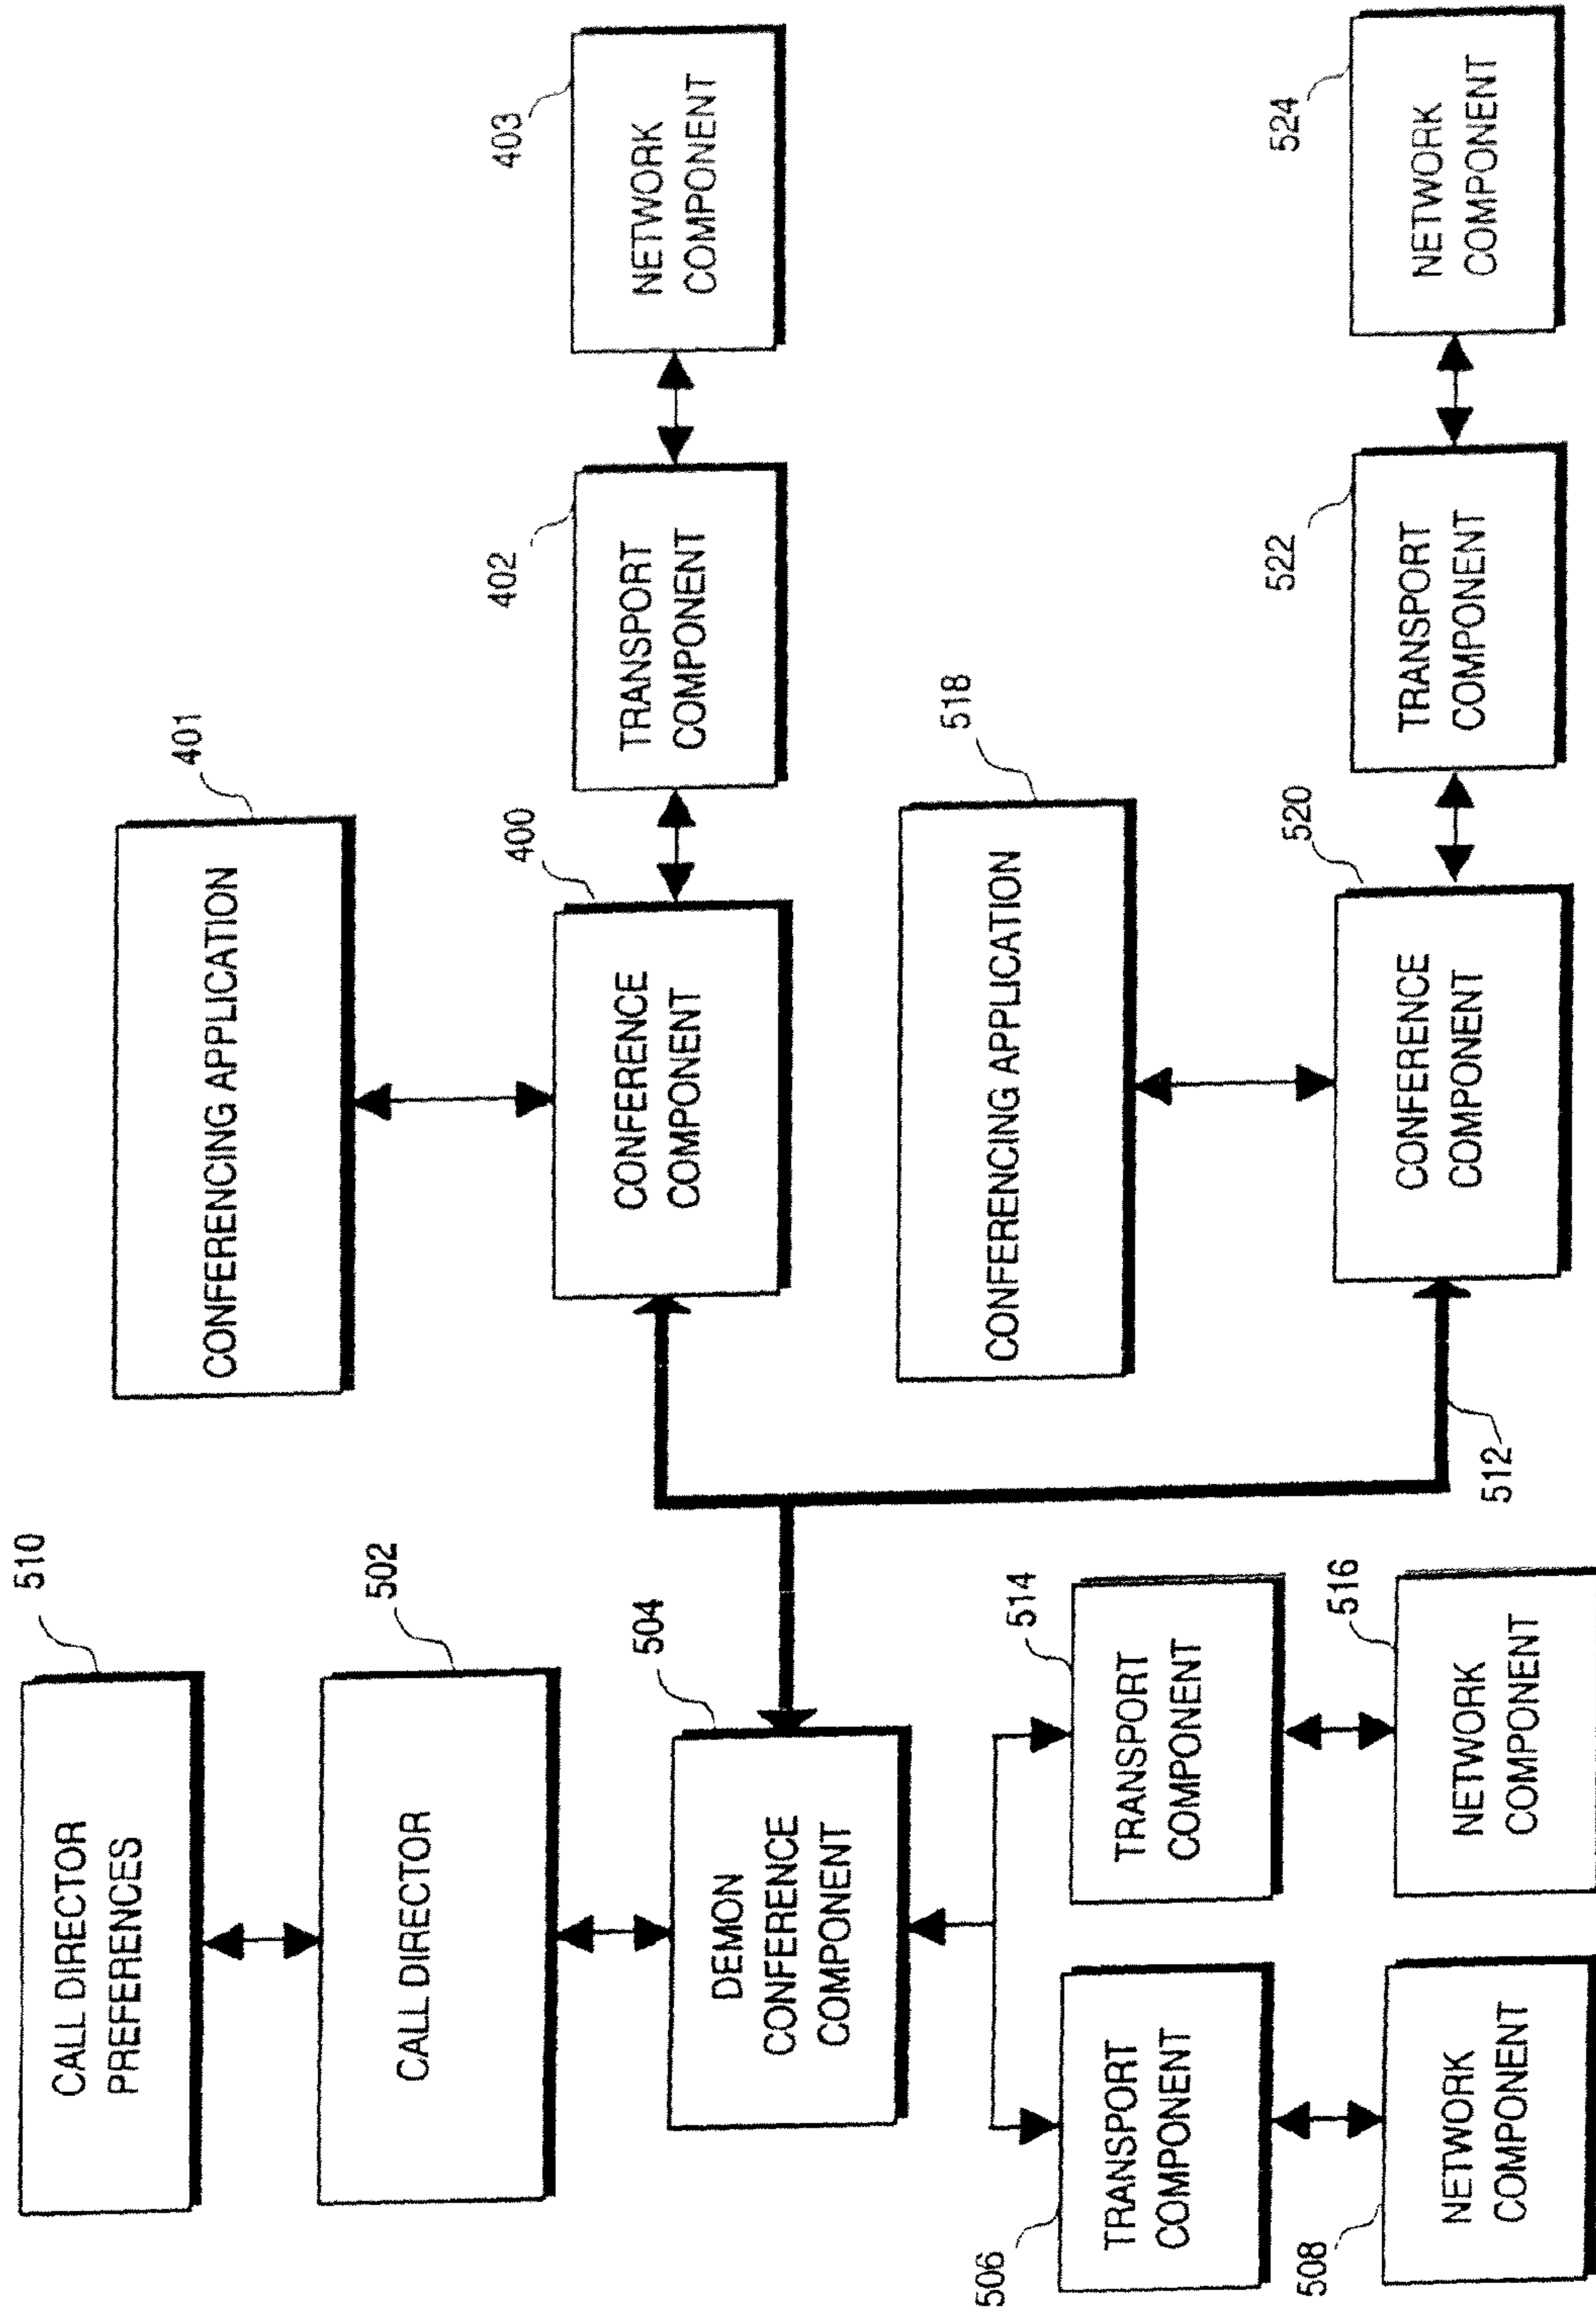 510
CALL DIRECTOR
PREFERENCES
502
CALL DIRECTOR
504
DEMON
CONFERENCE
COMPONENT
506
TRANSPORT
COMPONENT
508
NETWORK
COMPONENT
514
TRANSPORT
COMPONENT
516
NETWORK
COMPONENT
512
401
CONFERENCING APPLICATION
400
CONFERENCE
COMPONENT
402
TRANSPORT
COMPONENT
403
NETWORK
COMPONENT
518
CONFERENCING APPLICATION
520
CONFERENCE
COMPONENT
522
TRANSPORT
COMPONENT
524
NETWORK
COMPONENT